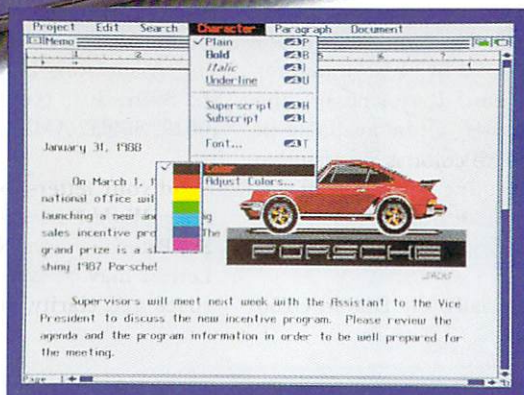 Project Edit Search Character Paragraph Document
Memo
Plain P
Bold B
Italic I
Underline U
Superscript H
Subscript L
Font... T
Color
Adjust Colors...
January 31, 1988
On March 1,
national office
launching a new
sales incentive The
grand prize is a
shiny 1987 Porsche!
PORSCHE
Supervisors will meet next week with the Assistant to the Vice
President to discuss the new incentive program. Please review the
agenda and the program information in order to be well prepared for
the meeting.
Page 1